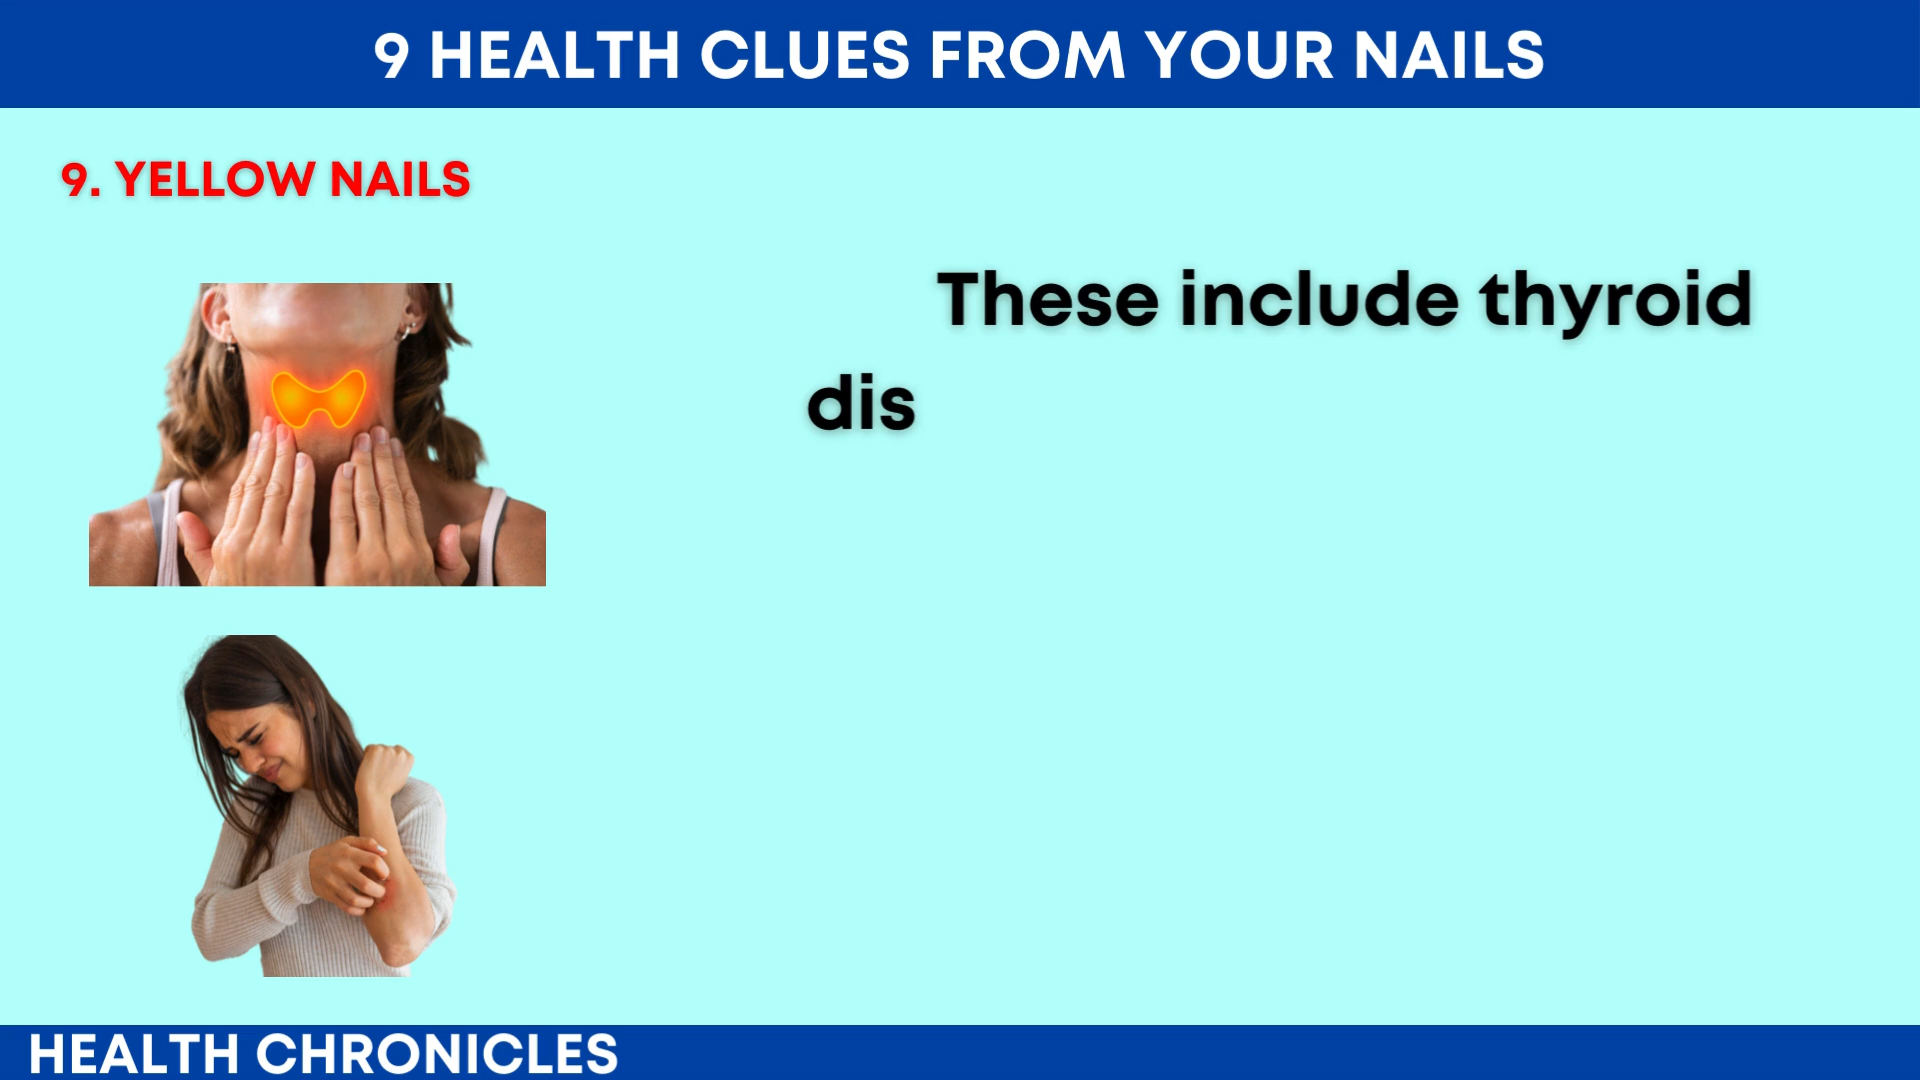 9 HEALTH CLUES FROM YOUR NAILS
9. YELLOW NAILS
These include thyroid
dis
HEALTH CHRONICLES